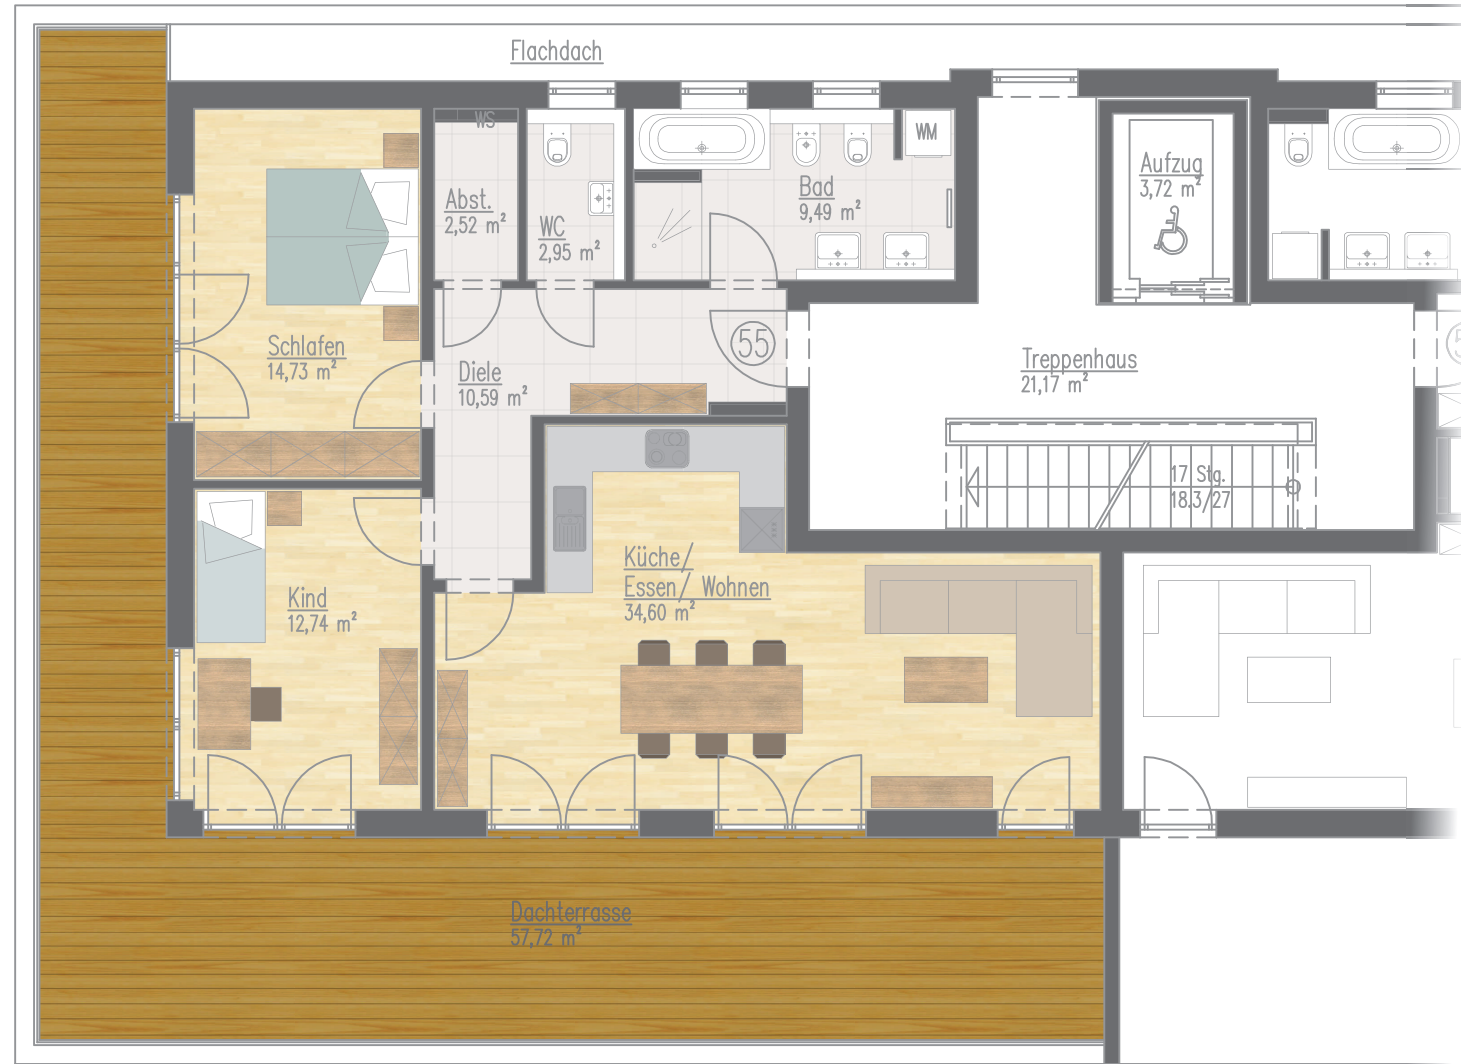 Flachdach
WS
WM
Abst.
2,52 m²
WC
2,95 m²
Bad
9,49 m²
Aufzug
3,72 m²
Schlafen
14,73 m²
Diele
10,59 m²
55
Treppenhaus
21,17 m²
17 Stg.
18.3/27
Kind
12,74 m²
Küche/
Essen/ Wohnen
34,60 m²
Dachterrasse
57,72 m²